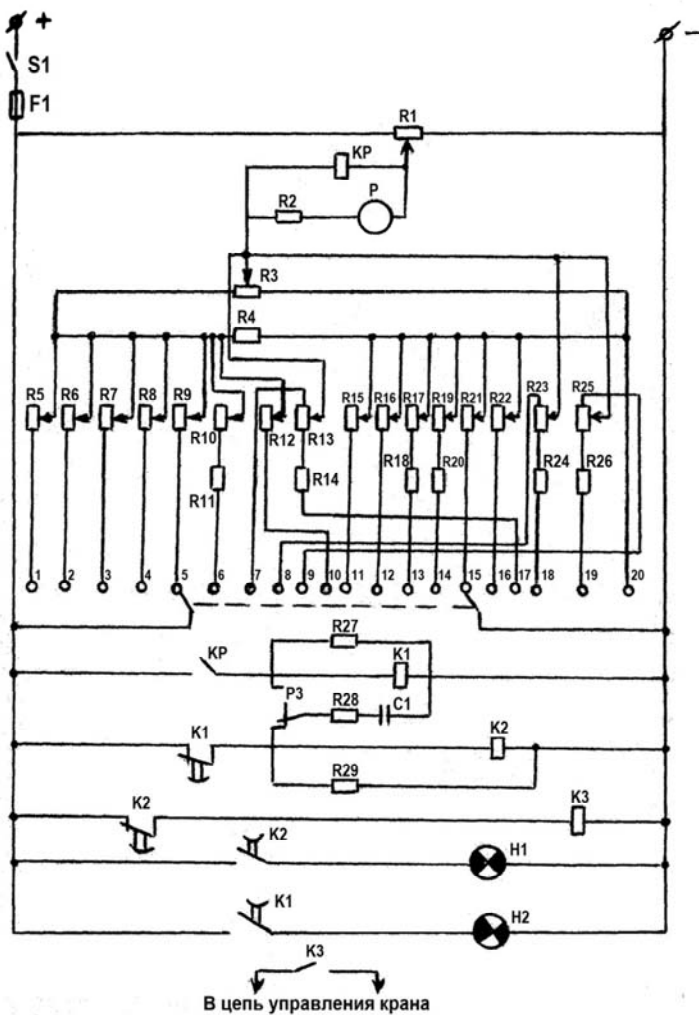 + −
S1
F1
R1
KP
P
R2
R3
R4
R5 R6 R7 R8 R9 R10 R12 R13 R15 R16 R17 R19 R21 R22 R23 R25
R11 R14 R18 R20 R24 R26
1 2 3 4 5 6 7 8 9 10 11 12 13 14 15 16 17 18 19 20
R27
KP K1
P3 R28 C1
K1 K2
R29
K2 K3
K2 H1
K1 H2
K3
В цепь управления крана